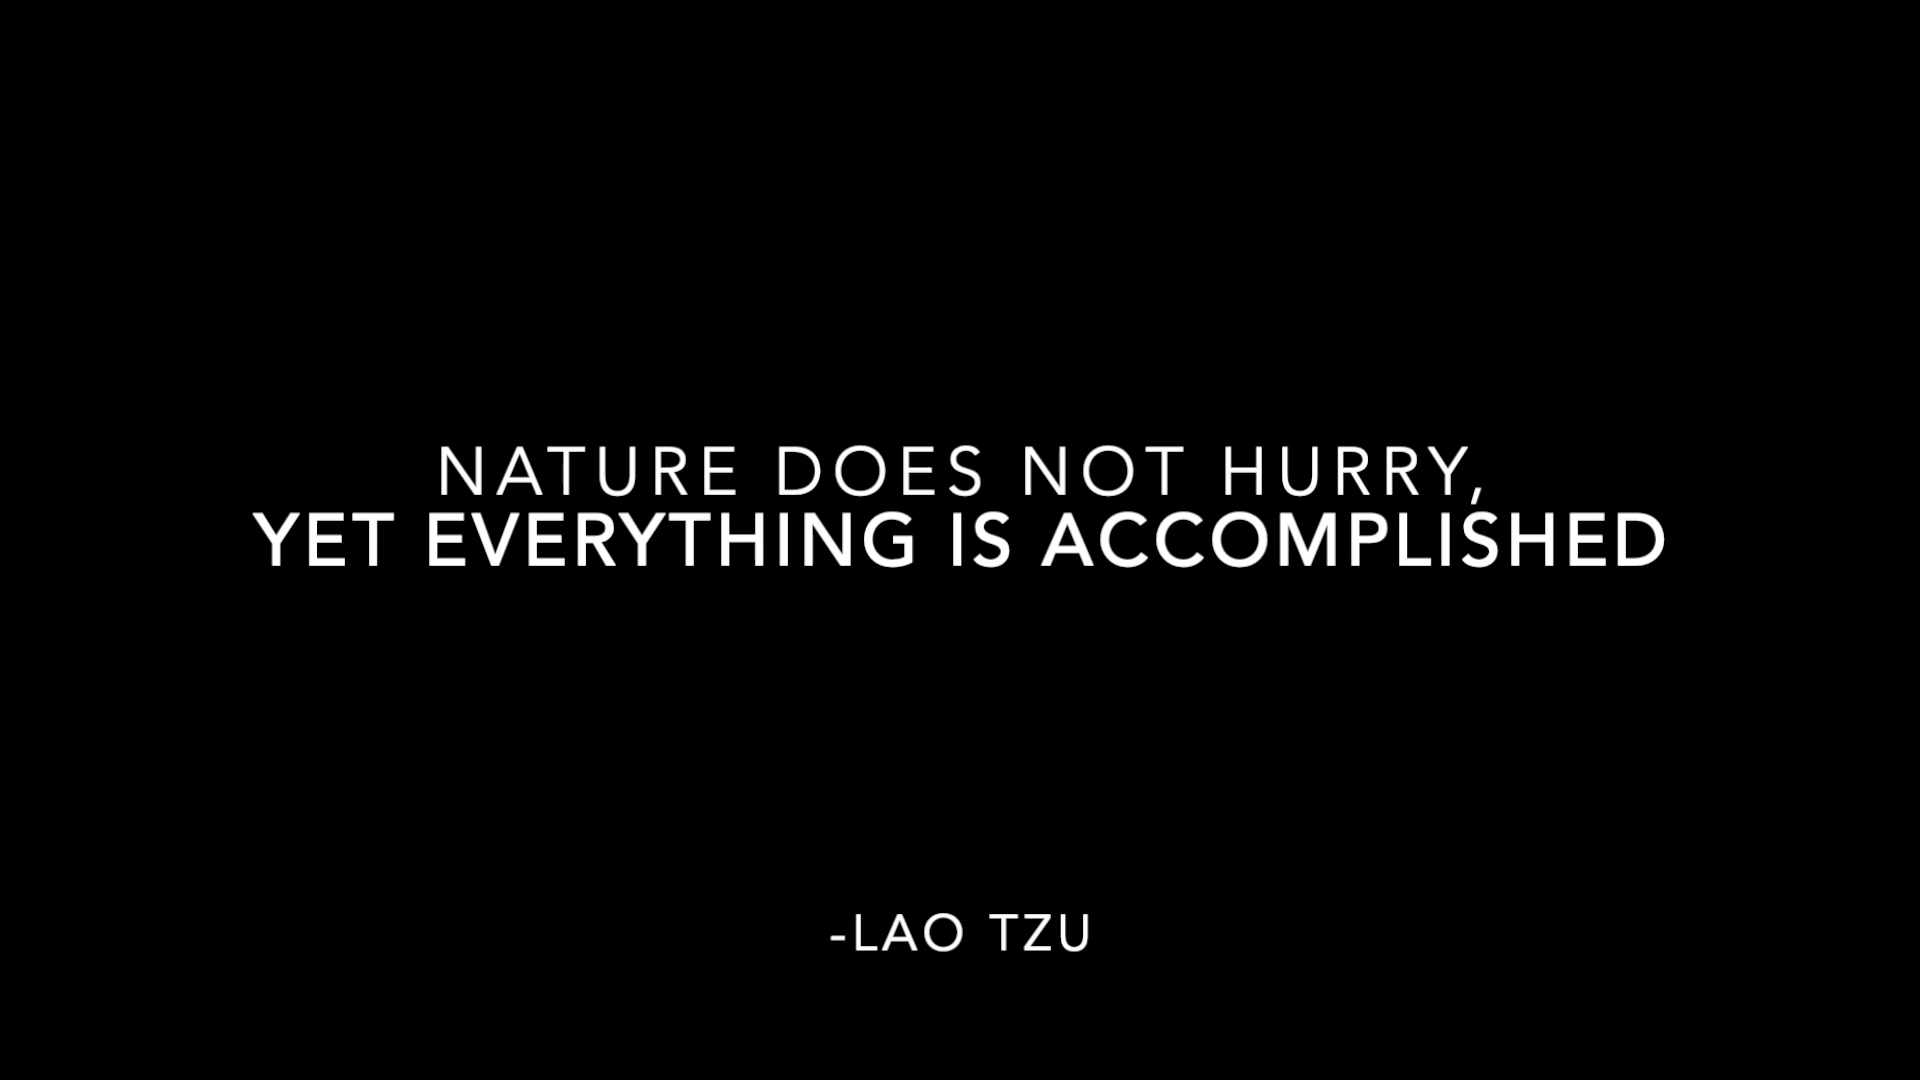 NATURE DOES NOT HURRY,
YET EVERYTHING IS ACCOMPLISHED
-LAO TZU